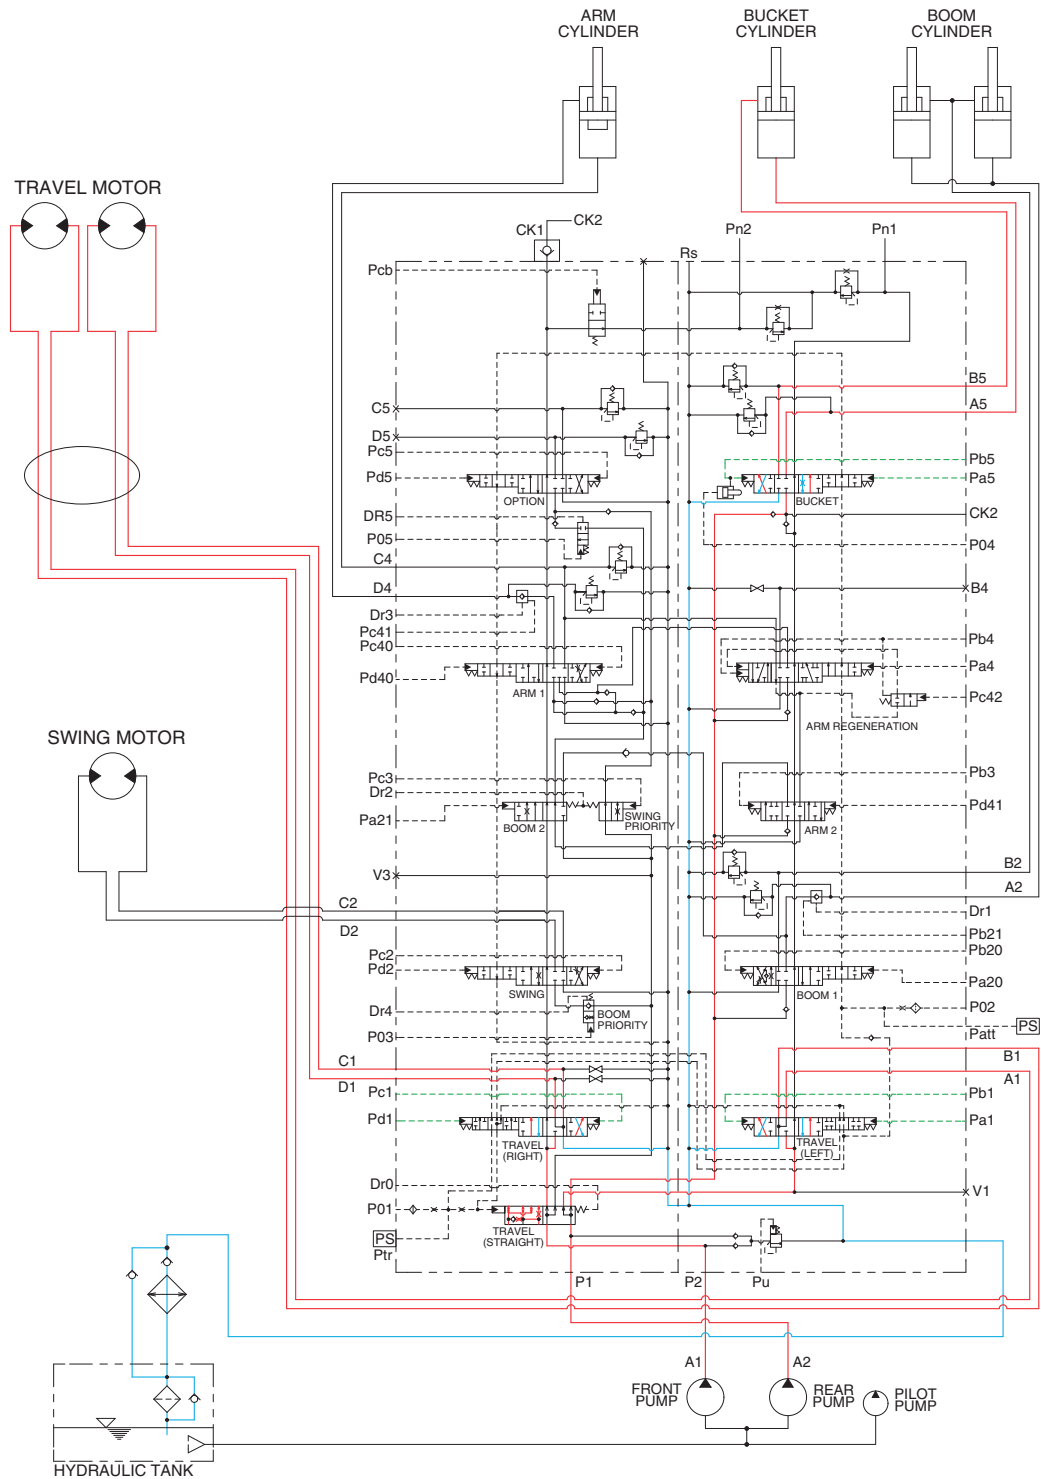 ARM
CYLINDER
BUCKET
CYLINDER
BOOM
CYLINDER
TRAVEL MOTOR
CK1
CK2
Pn2
Pn1
Rs
Pcb
B5
C5
A5
D5
Pc5
Pb5
Pd5
Pa5
OPTION
BUCKET
DR5
CK2
P05
P04
C4
D4
B4
Dr3
Pc41
Pb4
Pc40
Pa4
Pd40
ARM 1
Pc42
ARM REGENERATION
SWING MOTOR
Pc3
Pb3
Dr2
Pd41
Pa21
BOOM 2
SWING
PRIORITY
ARM 2
B2
V3
A2
C2
Dr1
D2
Pb21
Pc2
Pb20
Pd2
Pa20
SWING
BOOM 1
Dr4
BOOM
PRIORITY
P02
PS
P03
Patt
C1
B1
D1
A1
Pc1
Pb1
Pd1
Pa1
TRAVEL
(RIGHT)
TRAVEL
(LEFT)
Dr0
V1
P01
TRAVEL
(STRAIGHT)
PS
Ptr
P1
P2
Pu
A1
A2
FRONT
PUMP
REAR
PUMP
PILOT
PUMP
HYDRAULIC TANK